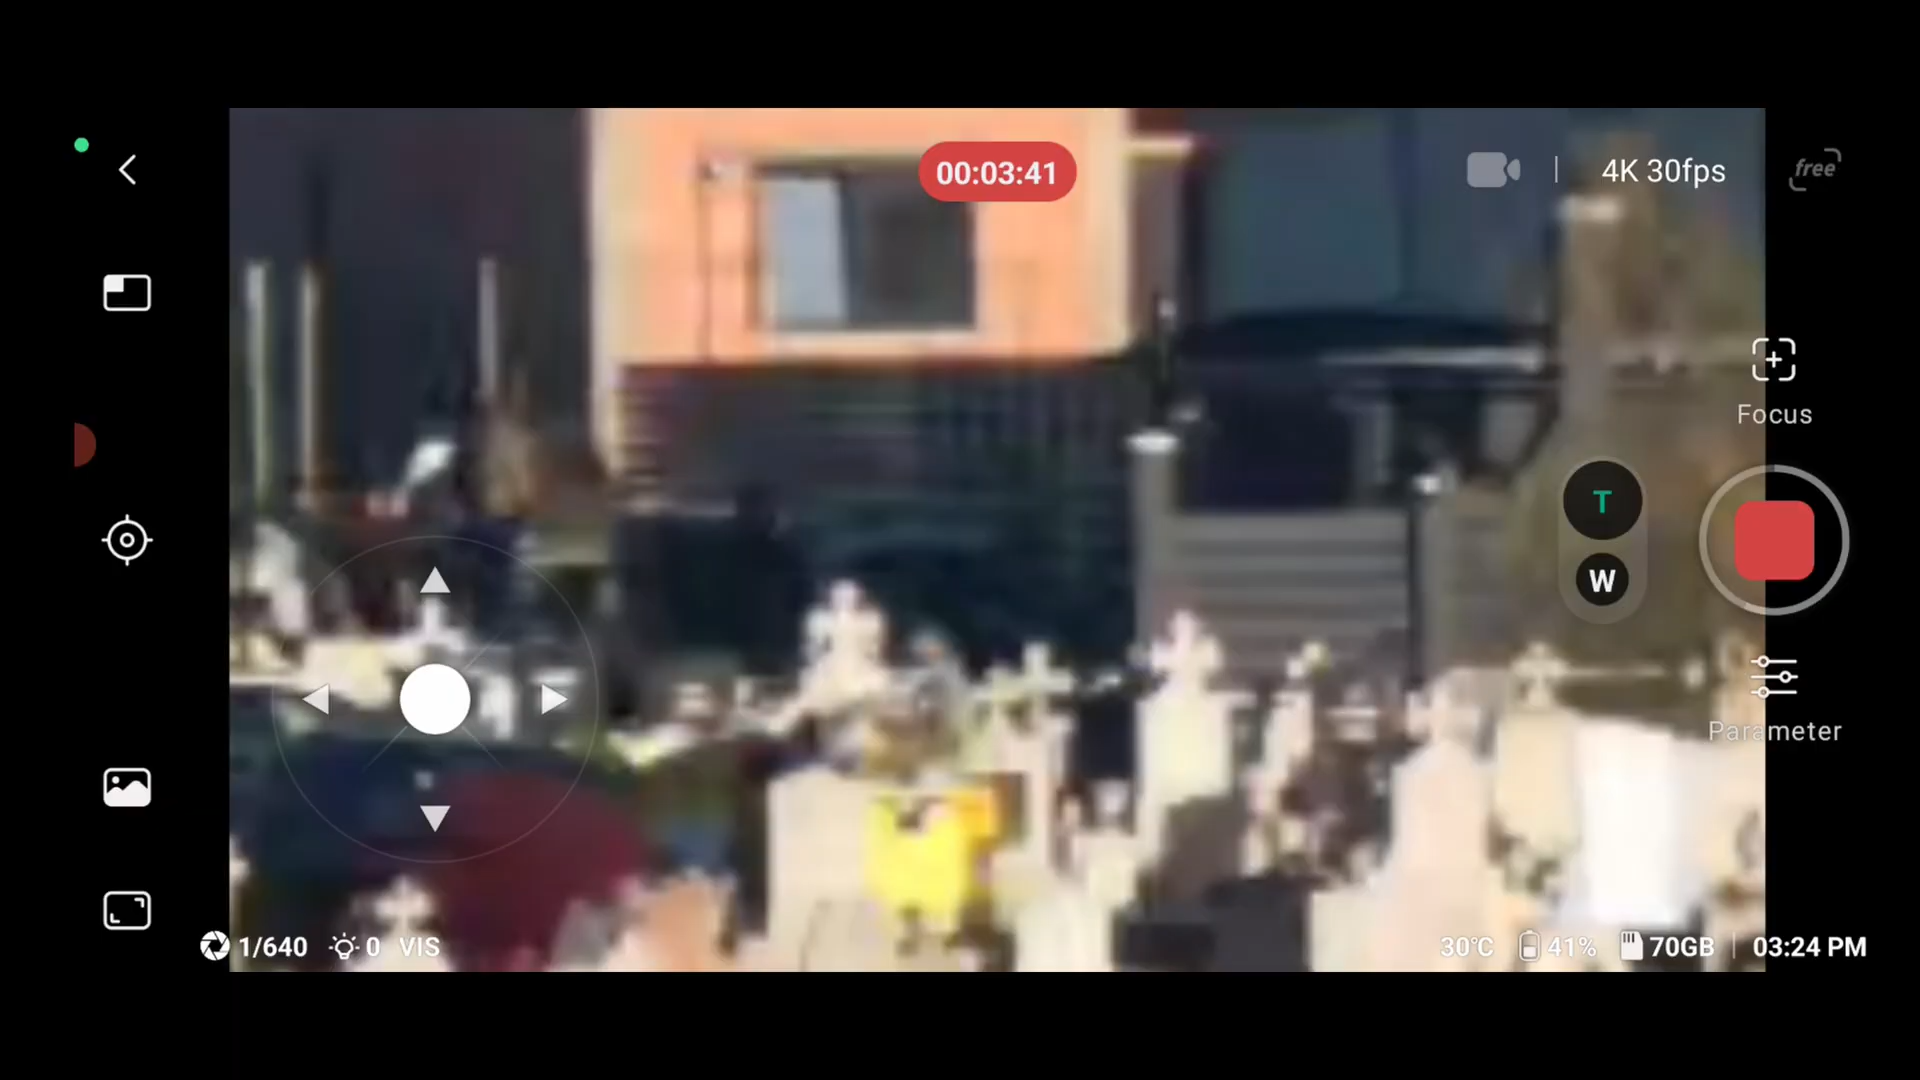 00:03:41
4K 30fps
free
Focus
T
W
Parameter
1/640 0 VIS
30℃ 41% 70GB 03:24 PM